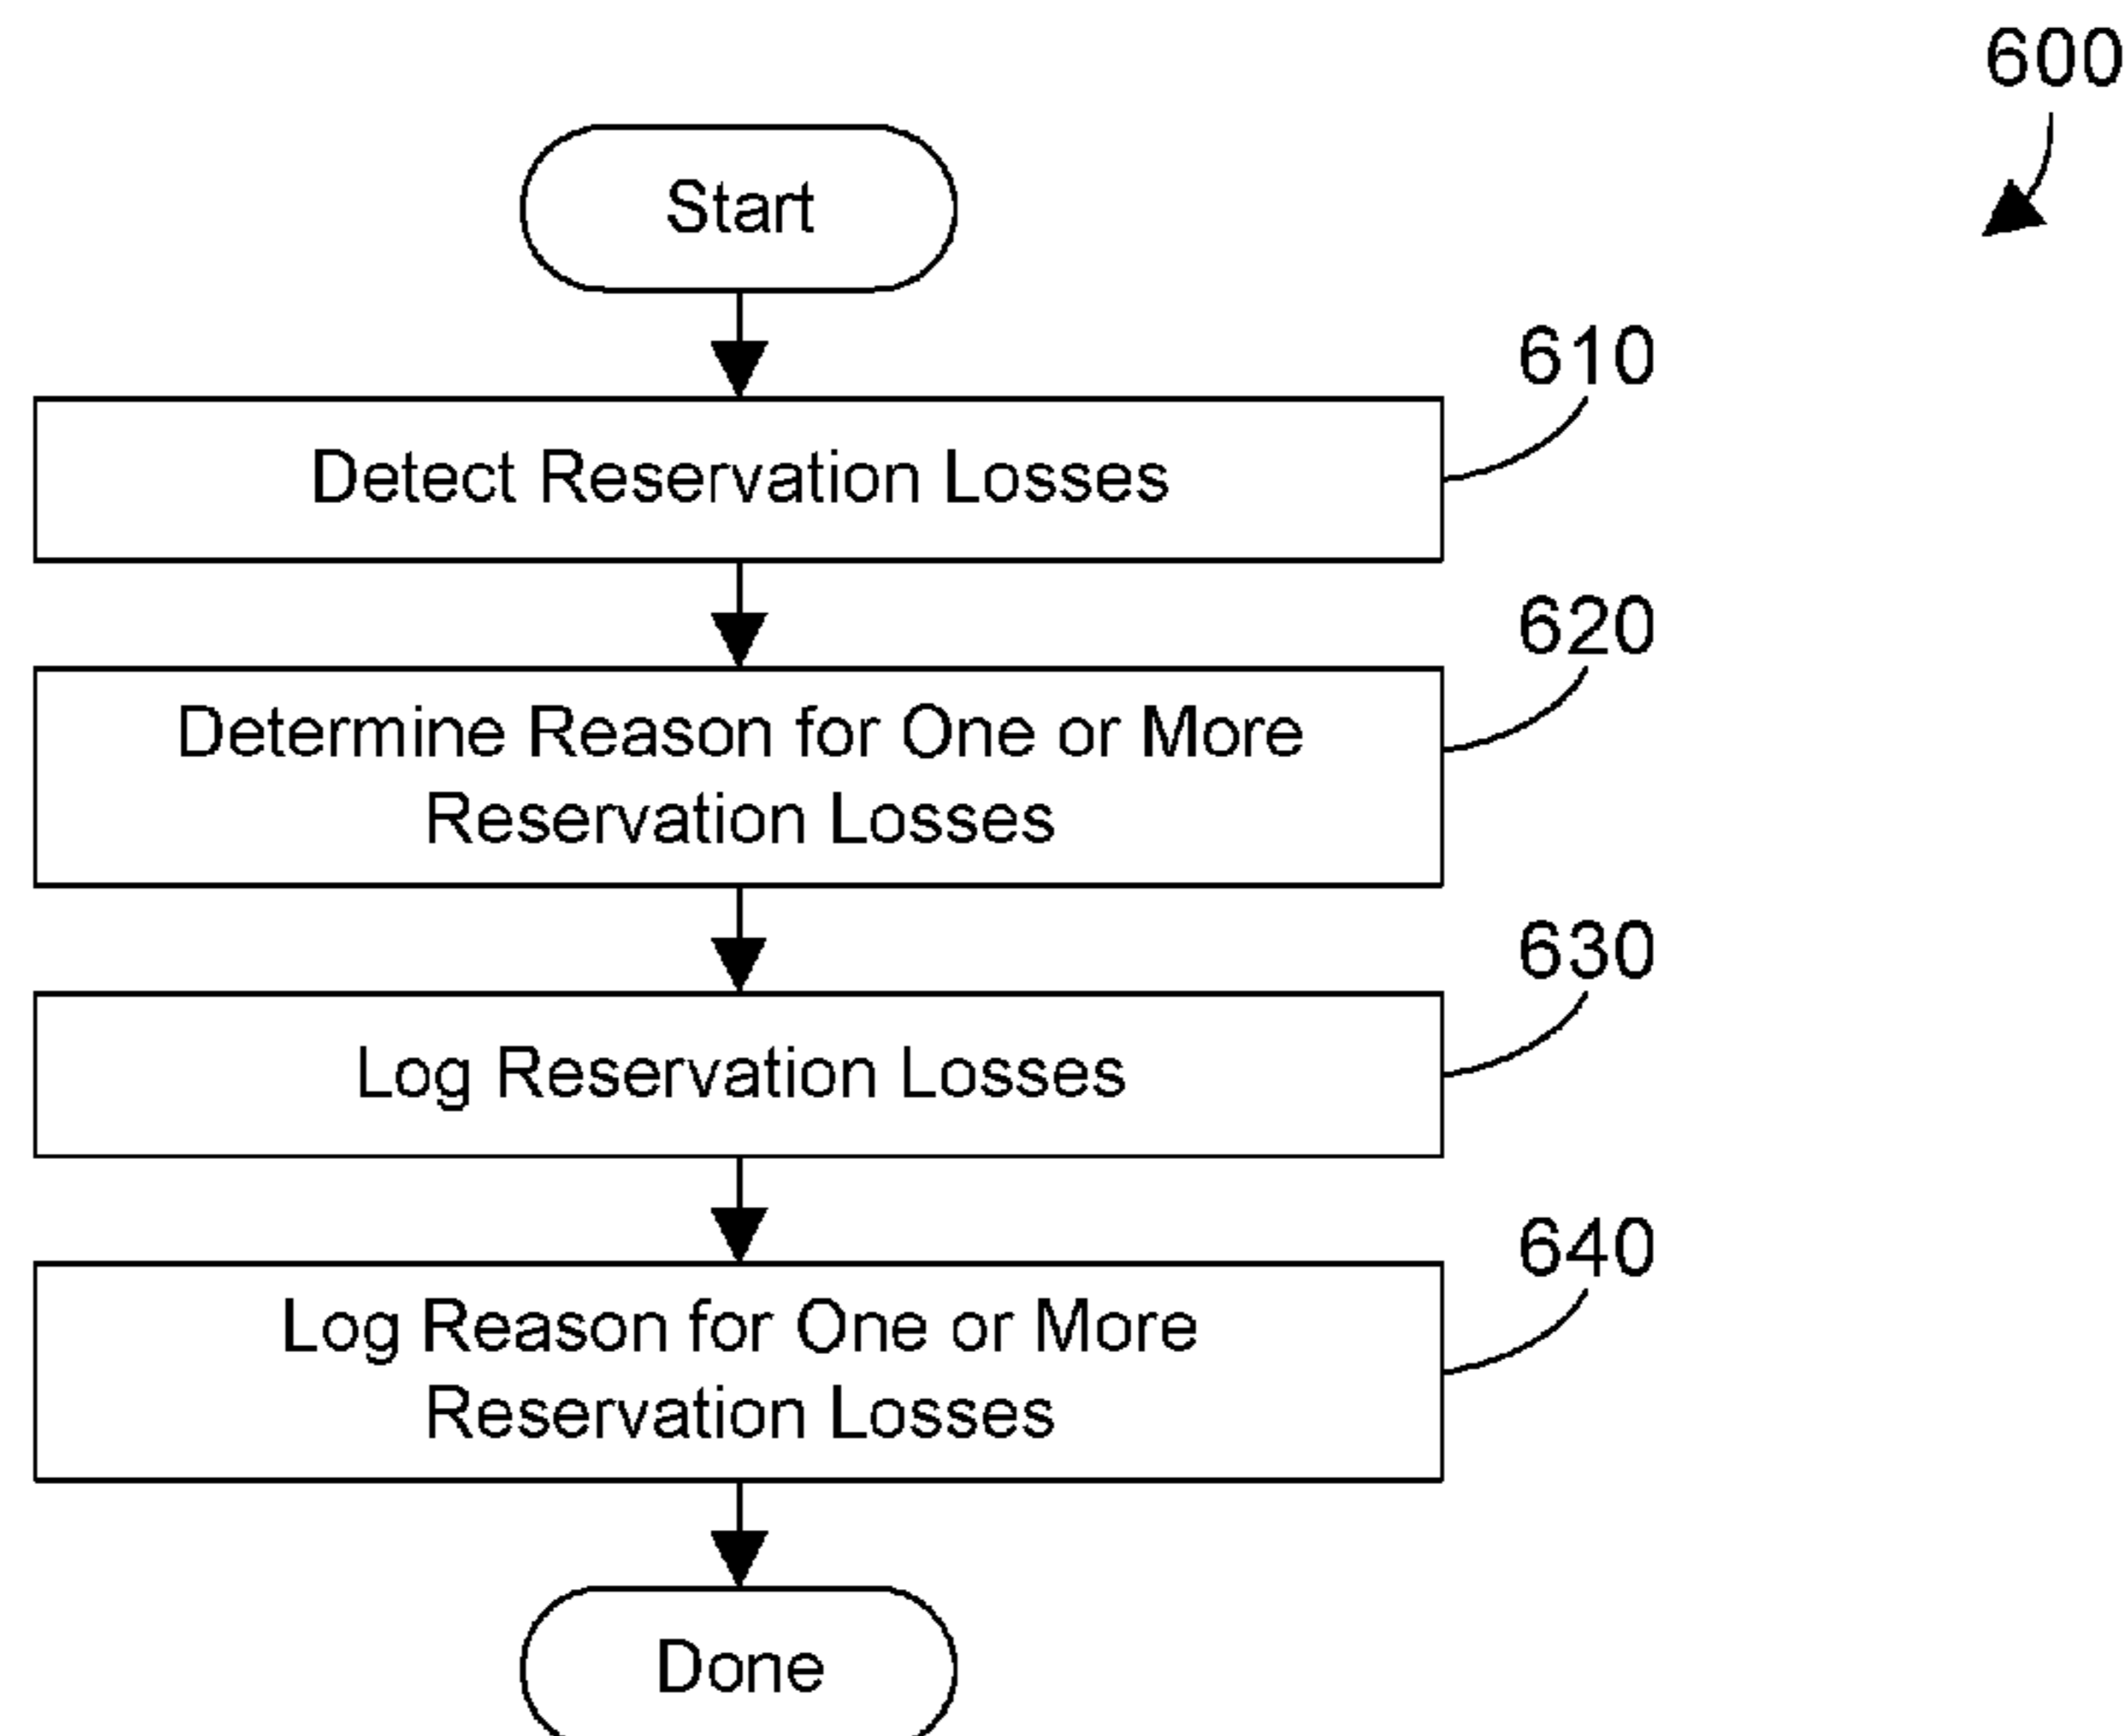 600
Start
610
Detect Reservation Losses
620
Determine Reason for One or More
Reservation Losses
630
Log Reservation Losses
640
Log Reason for One or More
Reservation Losses
Done